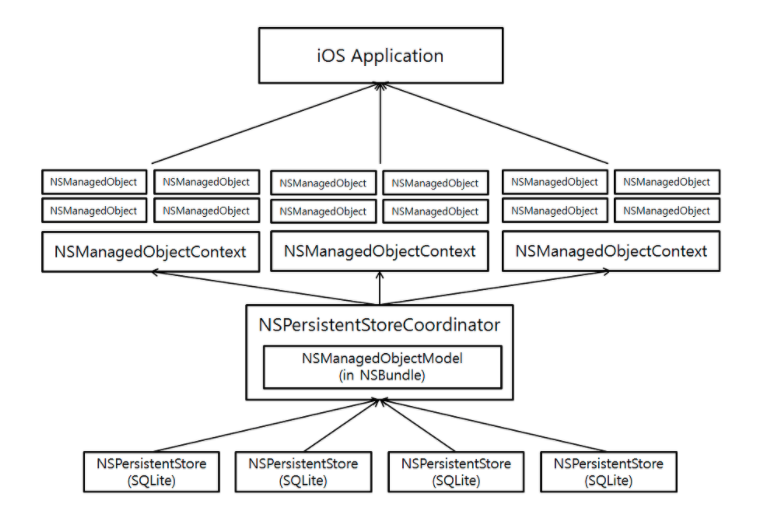 iOS Application
NSManagedObject NSManagedObject NSManagedObject NSManagedObject NSManagedObject NSManagedObject
NSManagedObject NSManagedObject NSManagedObject NSManagedObject NSManagedObject NSManagedObject
NSManagedObjectContext NSManagedObjectContext NSManagedObjectContext
NSPersistentStoreCoordinator
NSManagedObjectModel
(in NSBundle)
NSPersistentStore NSPersistentStore NSPersistentStore NSPersistentStore
(SQLite) (SQLite) (SQLite) (SQLite)